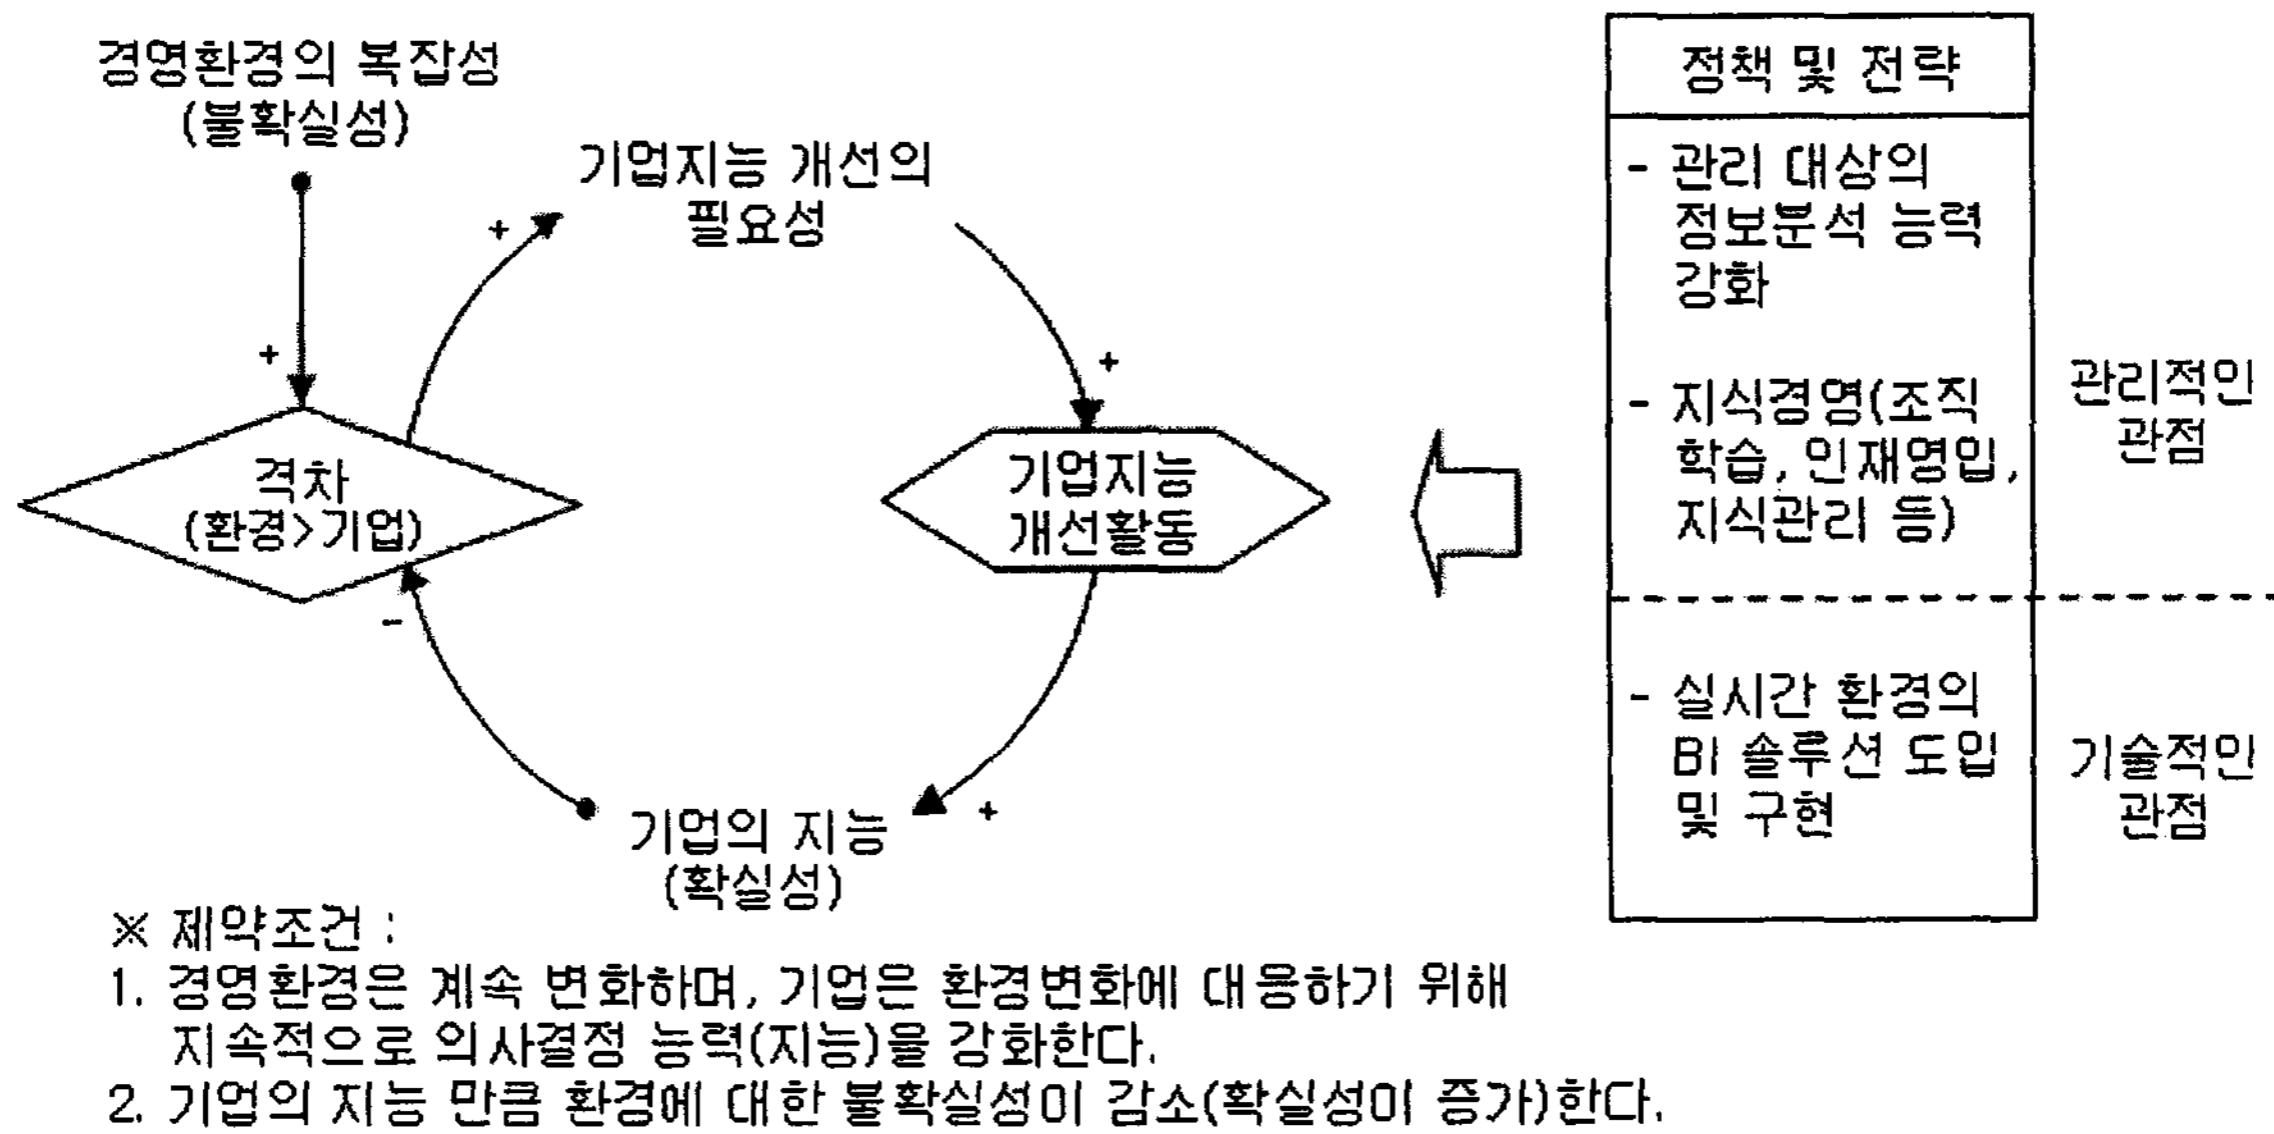 경영환경의 복잡성
(불확실성)
+
격차
(환경>기업)
+
기업지능 개선의
필요성
+
기업지능
개선활동
+
기업의 지능
(확실성)
-
정책 및 전략
- 관리 대상의
정보분석 능력
강화
- 지식경영(조직
학습, 인재영입,
지식관리 등)
관리적인
관점
- 실시간 환경의
BI 솔루션 도입
및 구현
기술적인
관점
※ 제약조건 :
1. 경영환경은 계속 변화하며, 기업은 환경변화에 대응하기 위해
지속적으로 의사결정 능력(지능)을 강화한다.
2. 기업의 지능 만큼 환경에 대한 불확실성이 감소(확실성이 증가)한다.